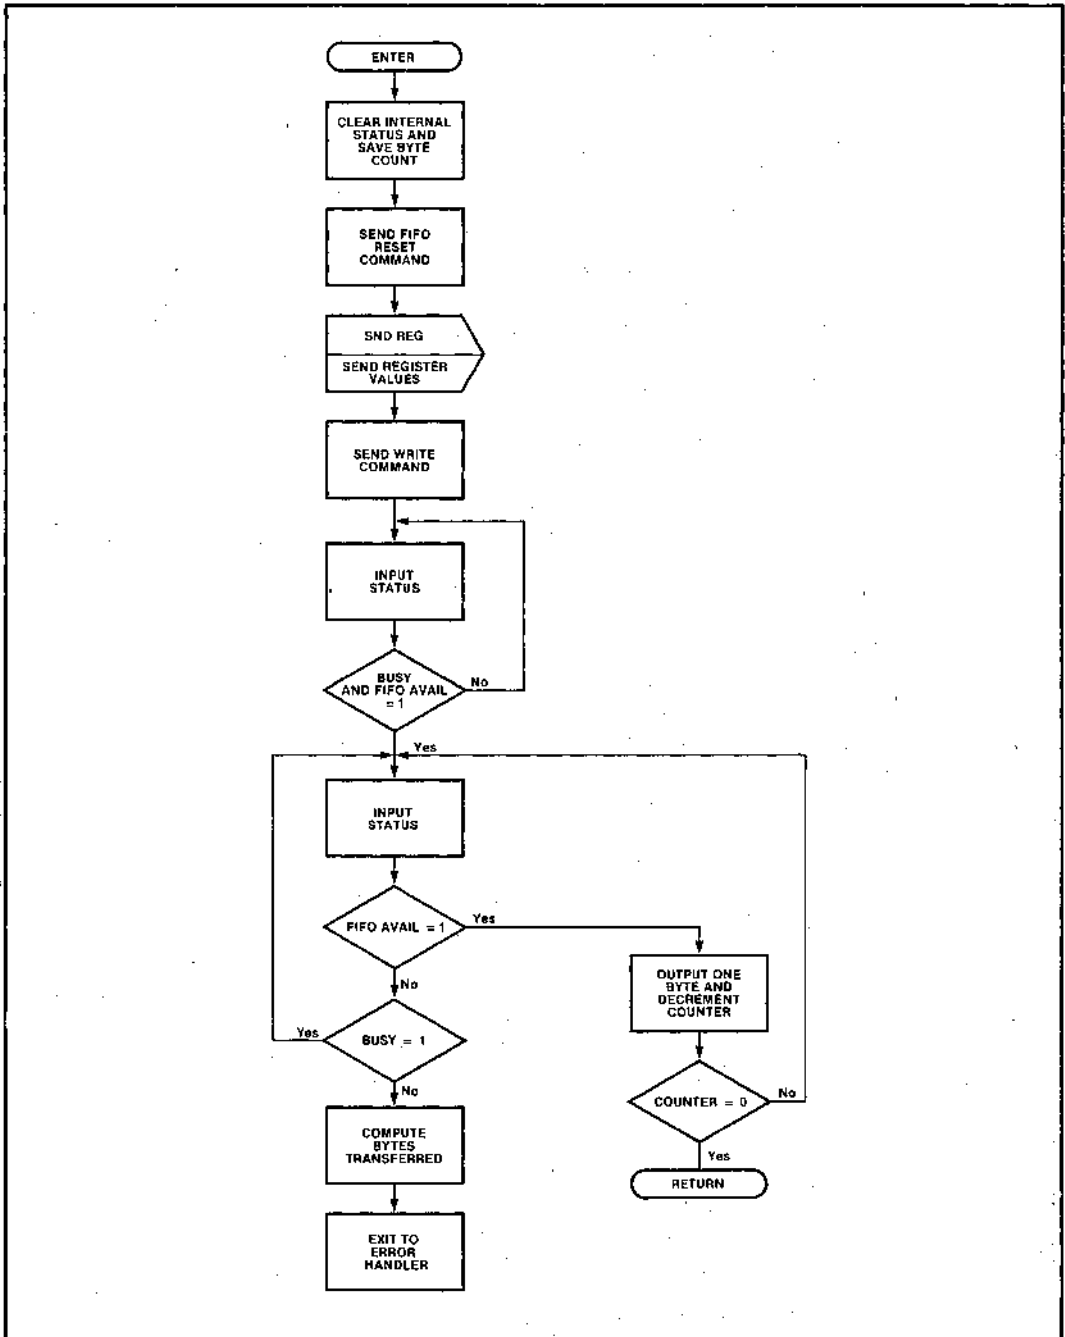 ENTER
CLEAR INTERNAL
STATUS AND
SAVE BYTE
COUNT
SEND FIFO
RESET
COMMAND
SND REG
SEND REGISTER
VALUES
SEND WRITE
COMMAND
INPUT
STATUS
BUSY
AND FIFO AVAIL
= 1
No
Yes
INPUT
STATUS
FIFO AVAIL = 1
Yes
No
OUTPUT ONE
BYTE AND
DECREMENT
COUNTER
BUSY = 1
Yes
No
COUNTER = 0
No
Yes
COMPUTE
BYTES
TRANSFERRED
RETURN
EXIT TO
ERROR
HANDLER